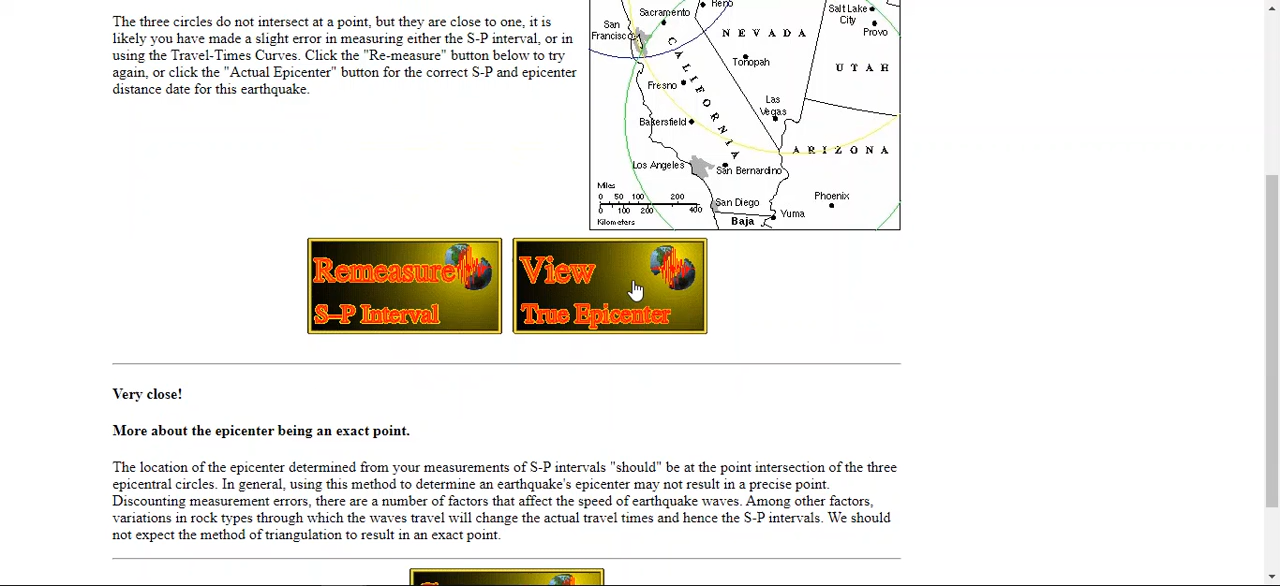 The three circles do not intersect at a point, but they are close to one, it is
likely you have made a slight error in measuring either the S-P interval, or in
using the Travel-Times Curves. Click the "Re-measure" button below to try
again, or click the "Actual Epicenter" button for the correct S-P and epicenter
distance date for this earthquake.
Sacramento
Reno
Salt Lake
City
Provo
San
Francisco
NEVADA
Tonopah
UTAH
CALIFORNIA
Fresno
Las
Vegas
Bakersfield
ARIZONA
Los Angeles
San Bernardino
Miles
0 50 100 200
0 100 200 400
Kilometers
San Diego
Phoenix
Yuma
Baja
Remeasure
S-P Interval
View
True Epicenter
Very close!
More about the epicenter being an exact point.
The location of the epicenter determined from your measurements of S-P intervals "should" be at the point intersection of the three
epicentral circles. In general, using this method to determine an earthquake's epicenter may not result in a precise point.
Discounting measurement errors, there are a number of factors that affect the speed of earthquake waves. Among other factors,
variations in rock types through which the waves travel will change the actual travel times and hence the S-P intervals. We should
not expect the method of triangulation to result in an exact point.